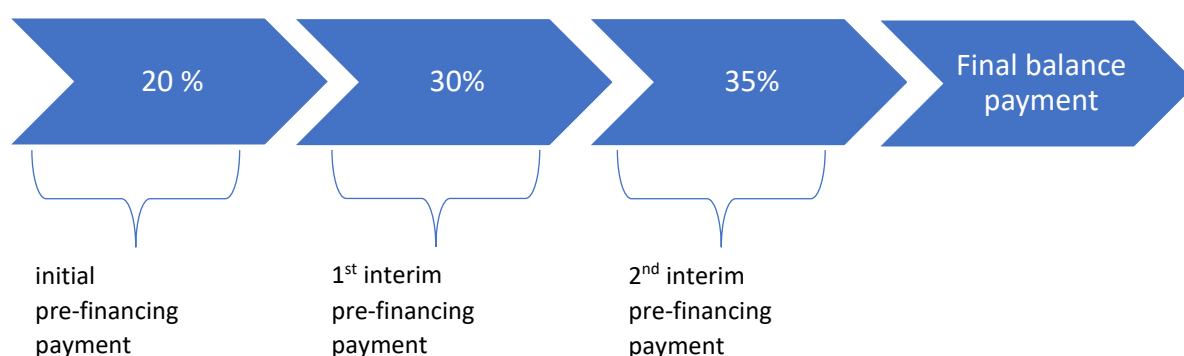 20 %
30%
35%
Final balance
payment
initial
pre-financing
payment
1st interim
pre-financing
payment
2nd interim
pre-financing
payment